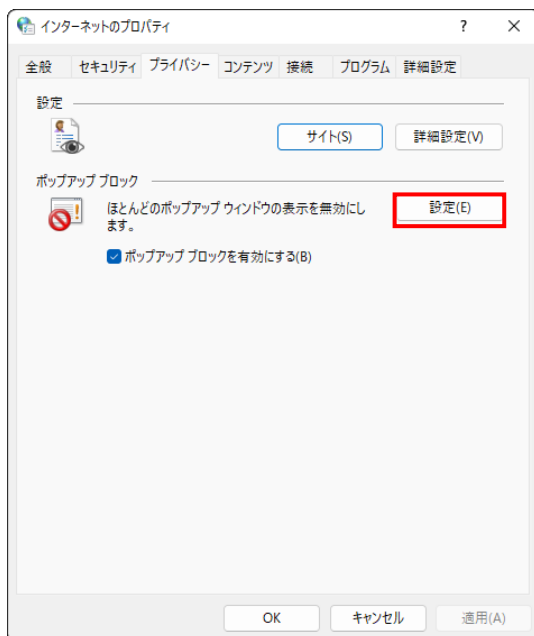 インターネットのプロパティ ?
全般 セキュリティ プライバシー コンテンツ 接続 プログラム 詳細設定
設定
サイト(S) 詳細設定(V)
ポップアップ ブロック
ほとんどのポップアップ ウィンドウの表示を無効にし 設定(E)
ます。
ポップアップ ブロックを有効にする(B)
OK キャンセル 適用(A)